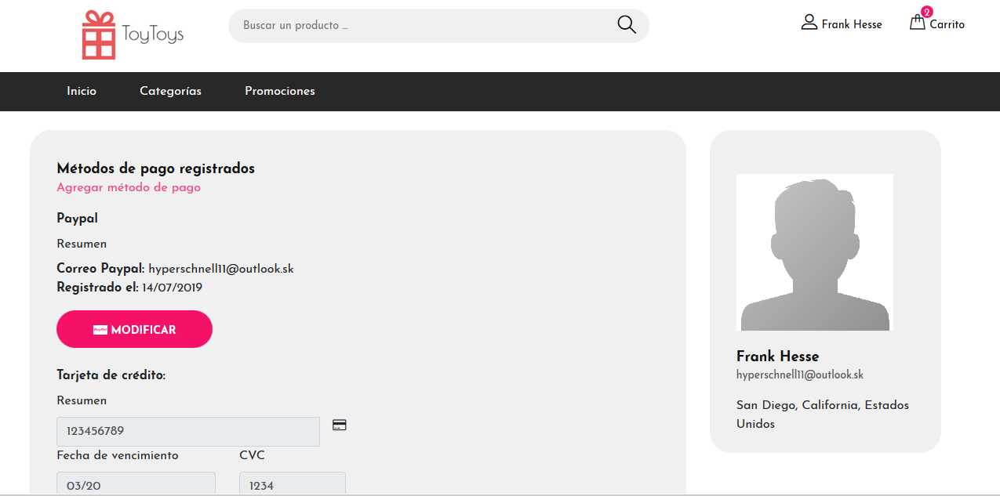 ToyToys
Buscar un producto ...
Frank Hesse
2
Carrito
Inicio
Categorías
Promociones
Métodos de pago registrados
Agregar método de pago
Paypal
Resumen
Correo Paypal: hyperschnell11@outlook.sk
Registrado el: 14/07/2019
PayPal MODIFICAR
Tarjeta de crédito:
Resumen
123456789
Fecha de vencimiento
CVC
03/20
1234
Frank Hesse
hyperschnell11@outlook.sk
San Diego, California, Estados
Unidos